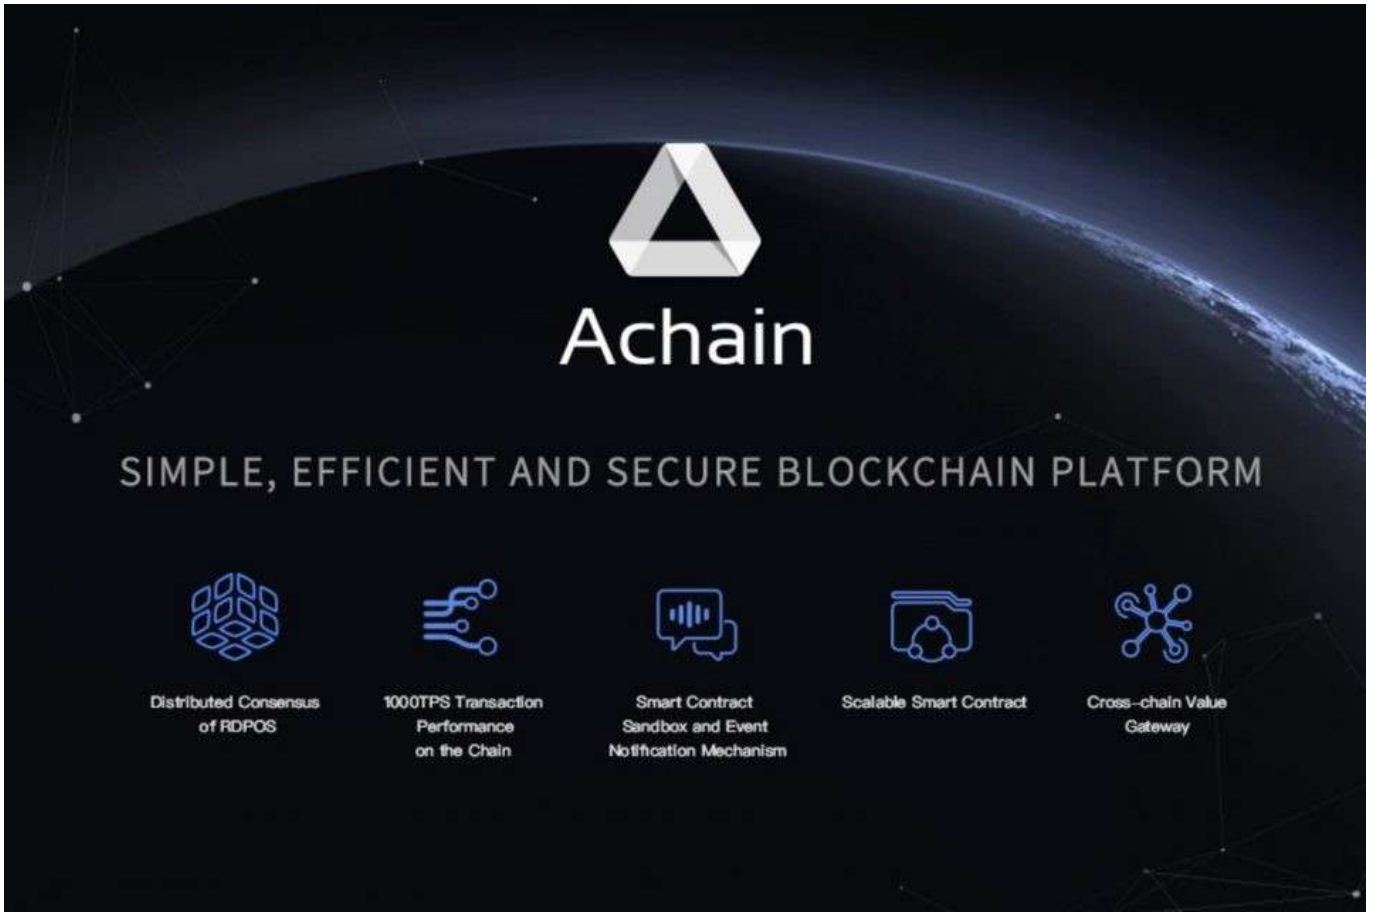 Achain
SIMPLE, EFFICIENT AND SECURE BLOCKCHAIN PLATFORM
Distributed Consensus
of RDPOS
1000TPS Transaction
Performance
on the Chain
Smart Contract
Sandbox and Event
Notification Mechanism
Scalable Smart Contract
Cross-chain Value
Gateway